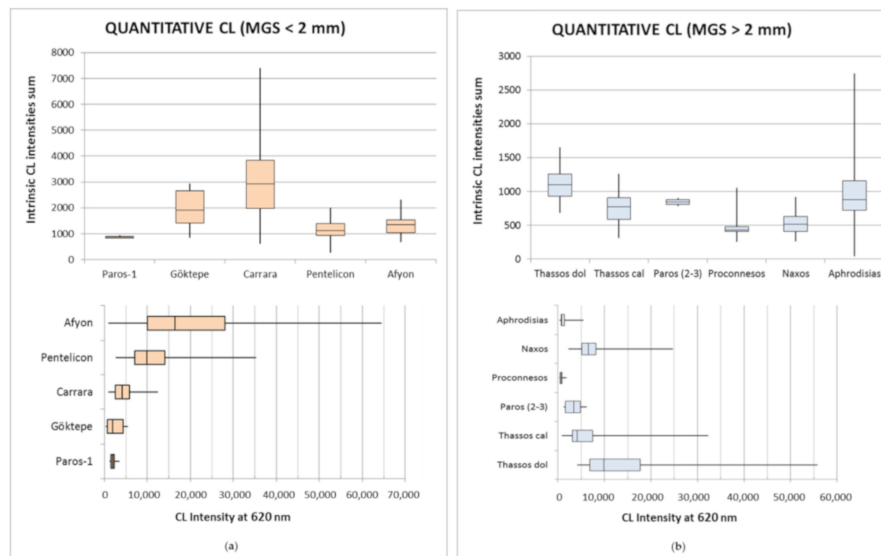 QUANTITATIVE CL (MGS < 2 mm)
Intrinsic CL intensities sum
8000
7000
6000
5000
4000
3000
2000
1000
0
Paros-1 Göktepe Carrara Pentelicon Afyon
Afyon
Pentelicon
Carrara
Göktepe
Paros-1
0 10,000 20,000 30,000 40,000 50,000 60,000 70,000
CL Intensity at 620 nm
(a)
QUANTITATIVE CL (MGS > 2 mm)
Intrinsic CL intensities sum
3000
2500
2000
1500
1000
500
0
Thassos dol Thassos cal Paros (2-3) Proconnesos Naxos Aphrodisias
Aphrodisias
Naxos
Proconnesos
Paros (2-3)
Thassos cal
Thassos dol
0 10,000 20,000 30,000 40,000 50,000 60,000
CL Intensity at 620 nm
(b)